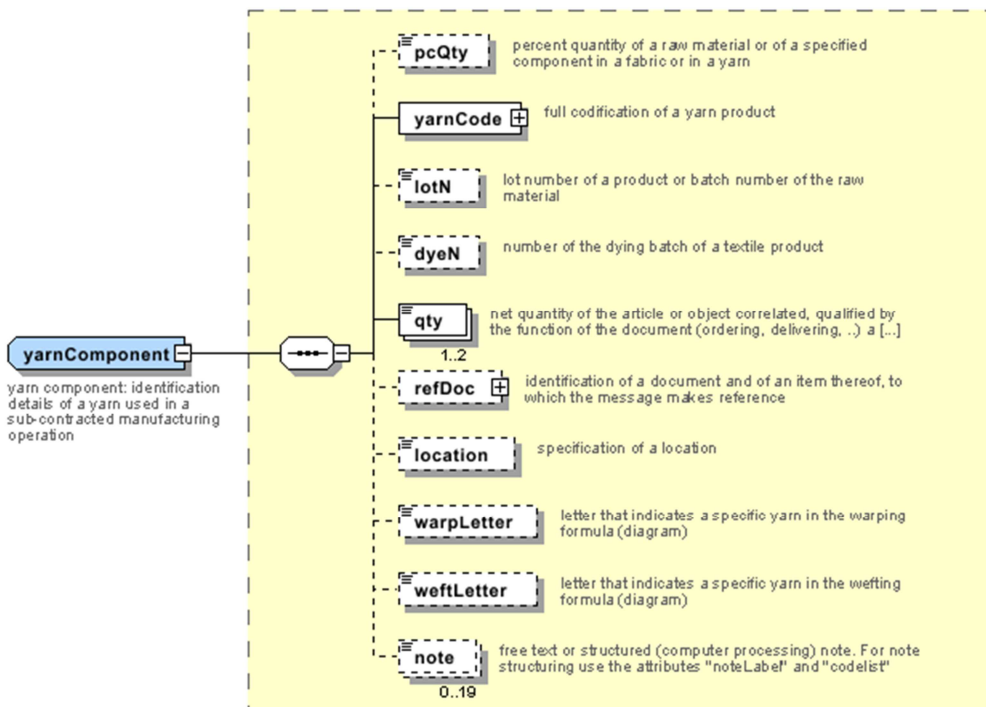 pcQty
percent quantity of a raw material or of a specified
component in a fabric or in a yarn
yarnCode
full codification of a yarn product
lotN
lot number of a product or batch number of the raw
material
dyeN
number of the dying batch of a textile product
qty
net quantity of the article or object correlated, qualified by
the function of the document (ordering, delivering, ..) a [...]
1..2
yarnComponent
yarn component: identification
details of a yarn used in a
sub-contracted manufacturing
operation
refDoc
identification of a document and of an item thereof, to
which the message makes reference
location
specification of a location
warpLetter
letter that indicates a specific yarn in the warping
formula (diagram)
weftLetter
letter that indicates a specific yarn in the wefting
formula (diagram)
note
free text or structured (computer processing) note. For note
structuring use the attributes "noteLabel" and "codelist"
0..19